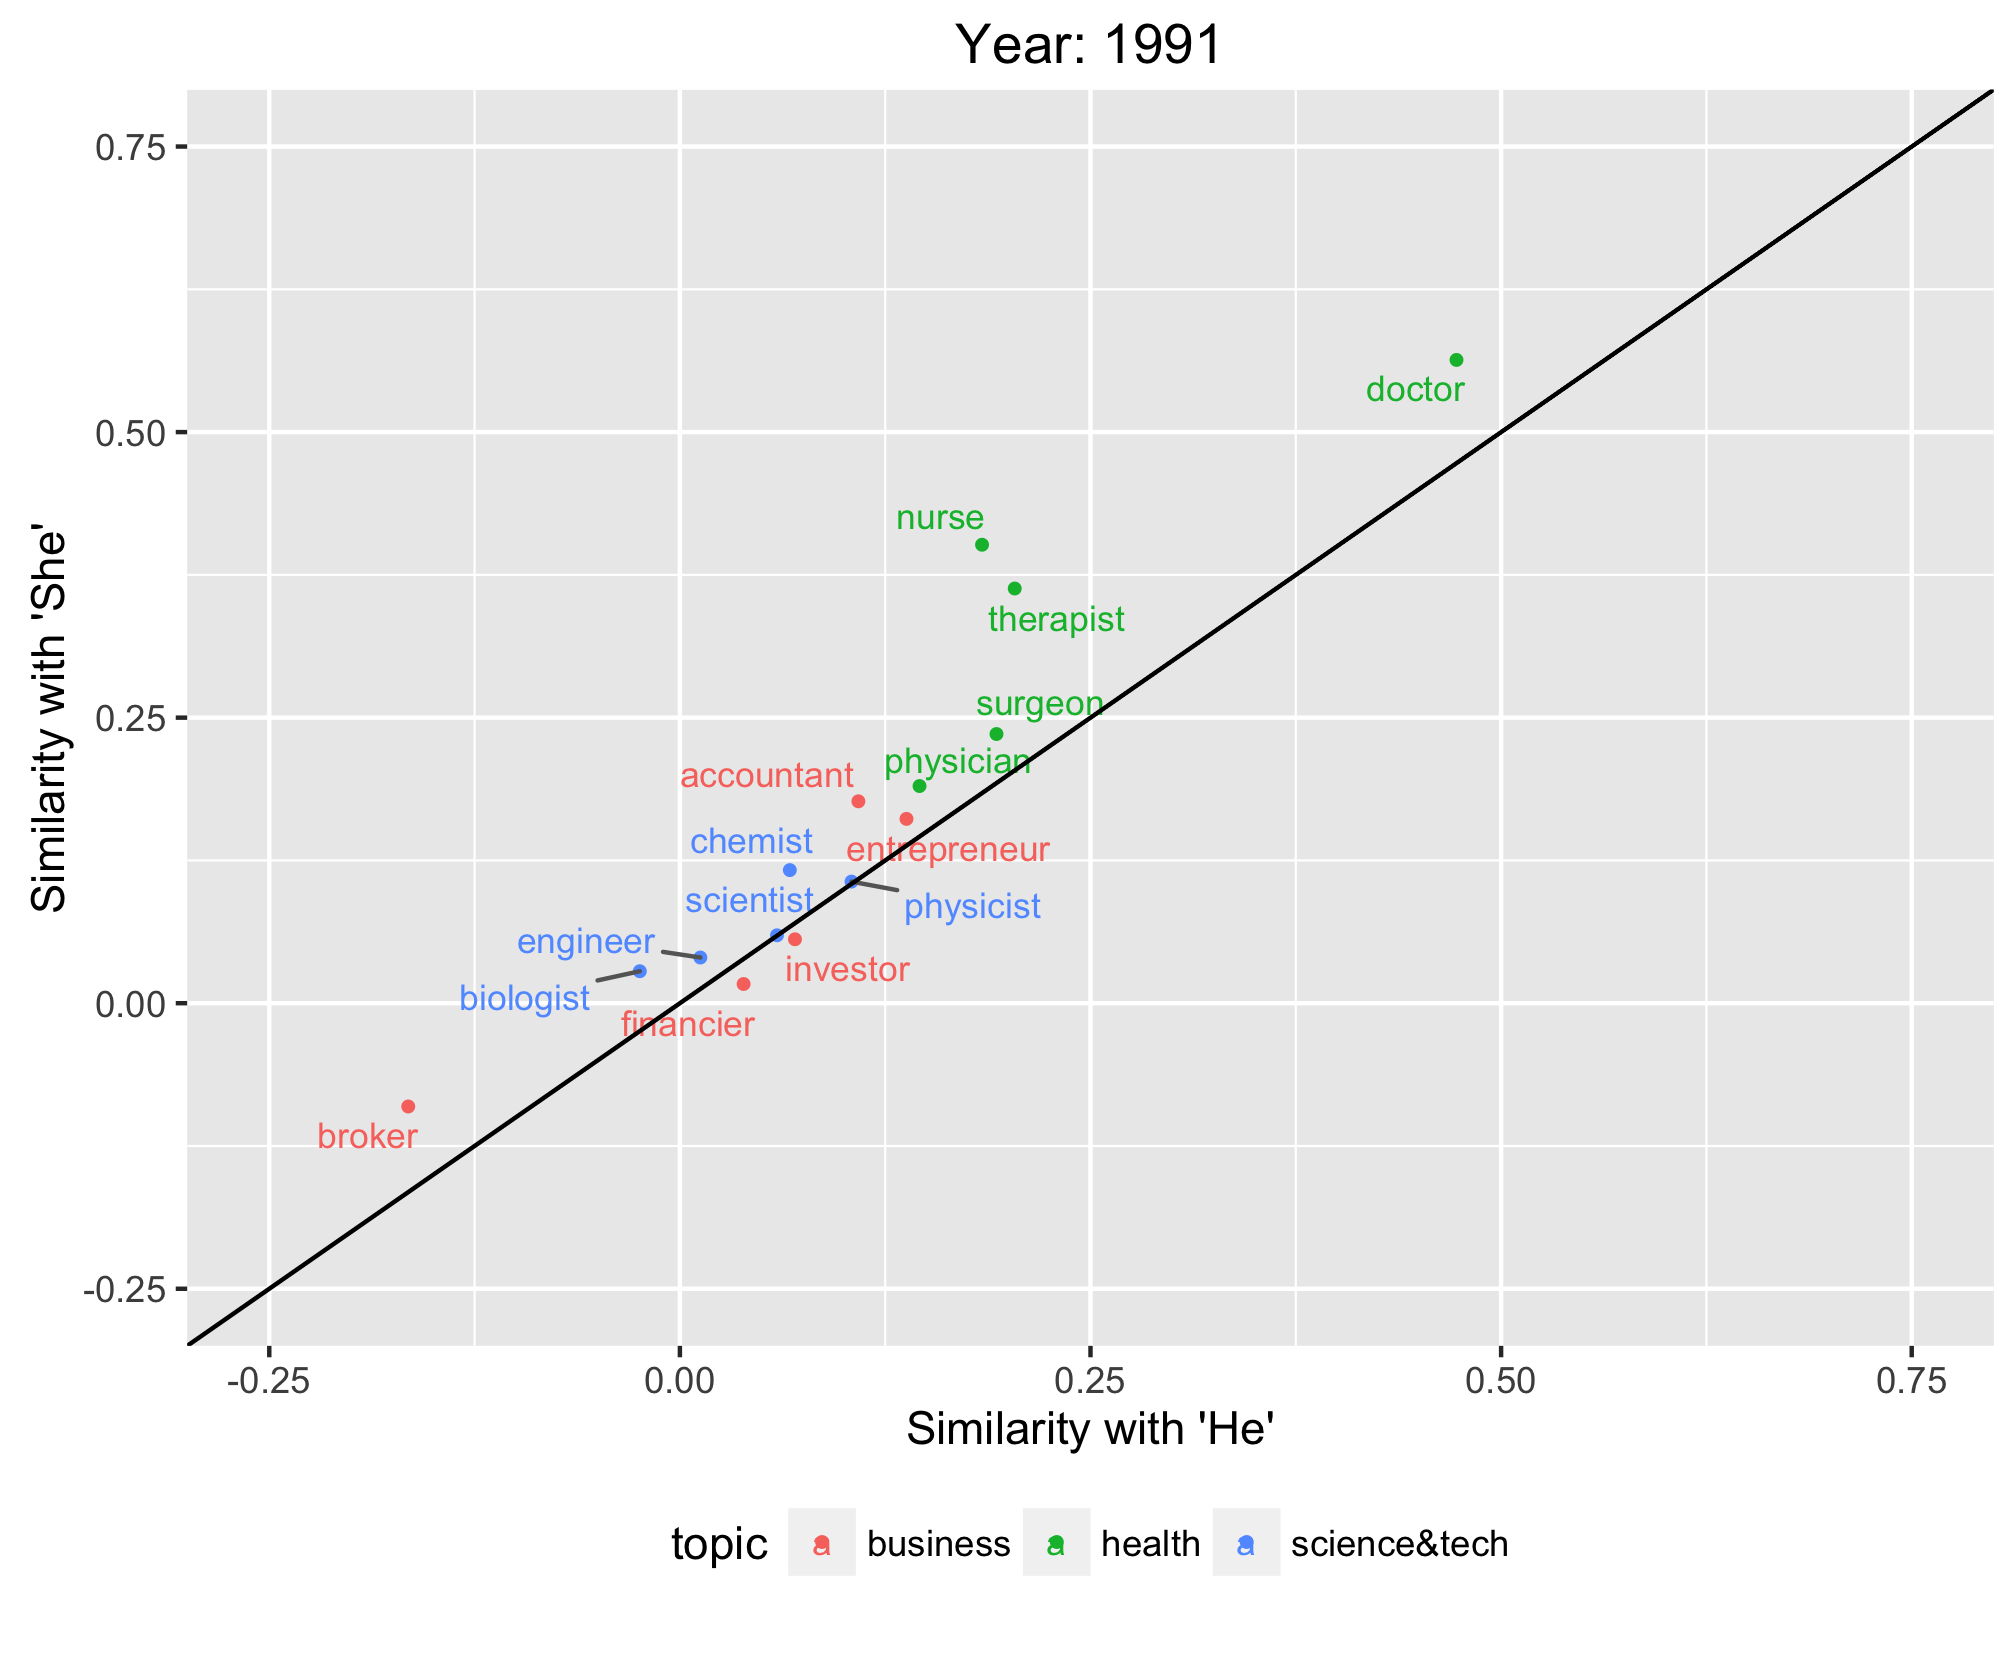 Year: 1991
0.75
0.50
0.25
0.00
-0.25
Similarity with 'She'
doctor
nurse
therapist
surgeon
physician
accountant
entrepreneur
chemist
scientist
physicist
engineer
investor
biologist
financier
broker
-0.25
0.00
0.25
0.50
0.75
Similarity with 'He'
topic a business a health a science&tech